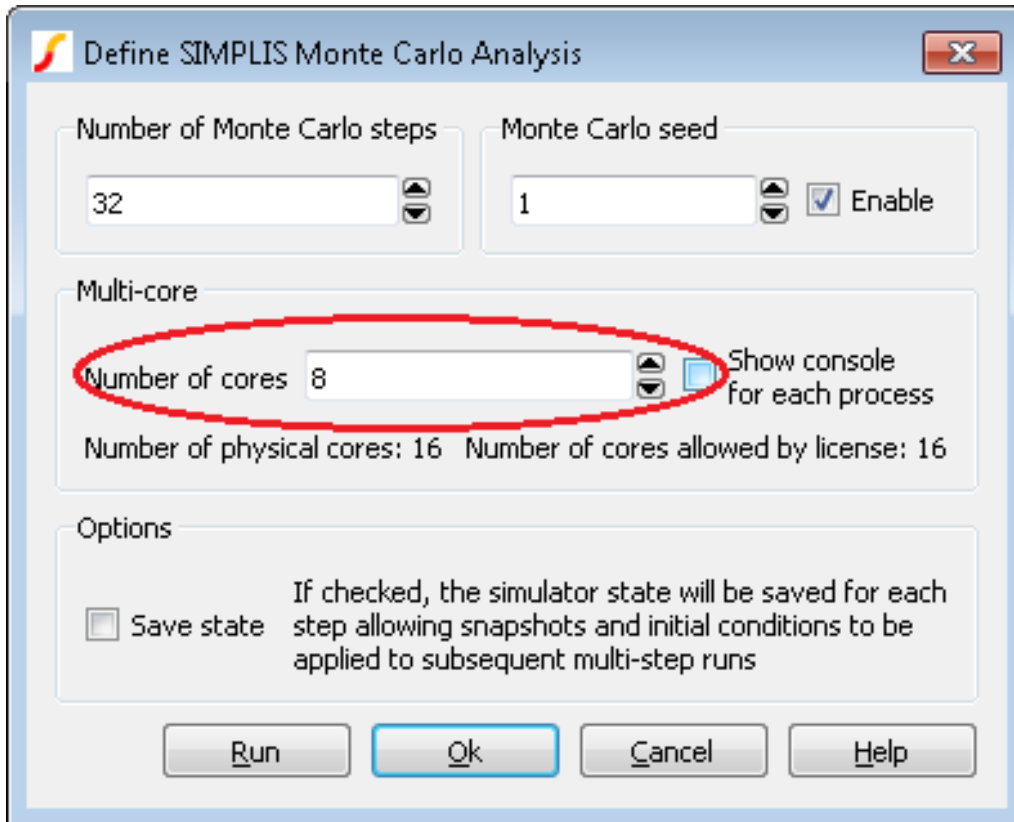 Define SIMPLIS Monte Carlo Analysis
Number of Monte Carlo steps
Monte Carlo seed
32
1
Enable
Multi-core
Number of cores
8
Show console
for each process
Number of physical cores: 16
Number of cores allowed by license: 16
Options
Save state
If checked, the simulator state will be saved for each
step allowing snapshots and initial conditions to be
applied to subsequent multi-step runs
Run
Ok
Cancel
Help